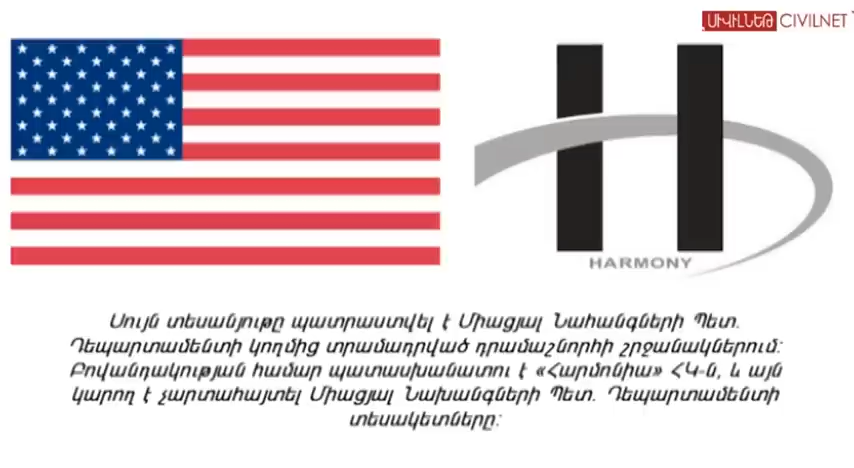 ՍԻՎԻԼՆԵԹ CIVILNET
HARMONY
Սույն տեսանյութը պատրաստվել է Միացյալ Նահանգների Պետ.
Դեպարտամենտի կողմից տրամադրված դրամաշնորհի շրջանակներում:
Բովանդակության համար պատասխանատու է «Հարմոնիա» ՀԿ-ն, և այն
կարող է չարտահայտել Միացյալ Նախանգների Պետ. Դեպարտամենտի
տեսակետները: